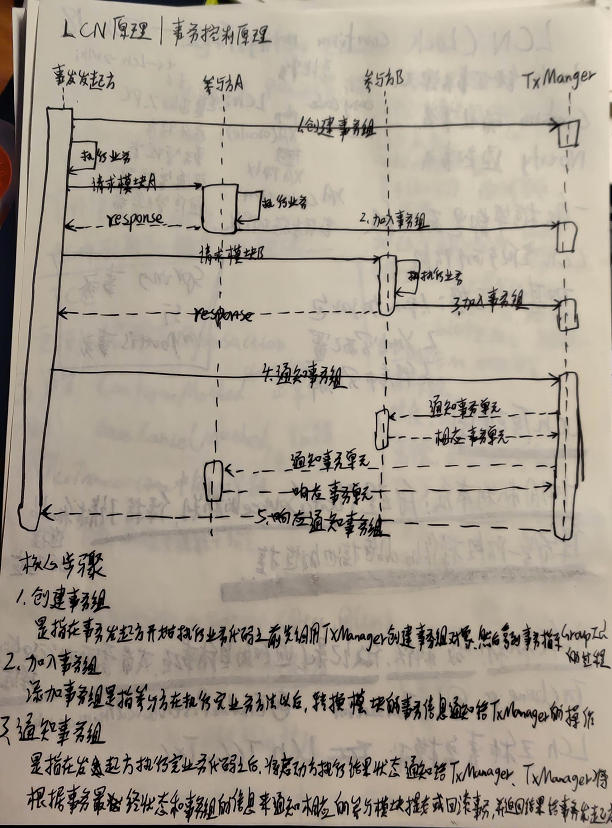 LCN原理 | 事务控制原理
事发发起方 参与方A 参与方B TxManger
1.创建事务组
执行业务
请求模块A
执行业务
response
2.加入事务组
请求模块B
执行业务
response
3.加入事务组
4.通知事务组
通知事务单元
相应事务单元
通知事务单元
响应事务单元
5.响应通知事务组
核心步骤
1.创建事务组
是指在事务发起方开始执行业务代码之前先调用TxManager创建事务组对象,然后拿到事务标示GroupId
的过程
2.加入事务组
添加事务组是指参与方在执行完业务方法以后,将该模块的事务信息通知给TxManager的操作
3.通知事务组
是指在发起方执行完业务代码之后,将发起方执行结果状态通知给TxManager、TxManager将
根据事务最终状态和事务组的信息来通知相应的参与模块提交或回滚事务,并返回结果给事务发起方